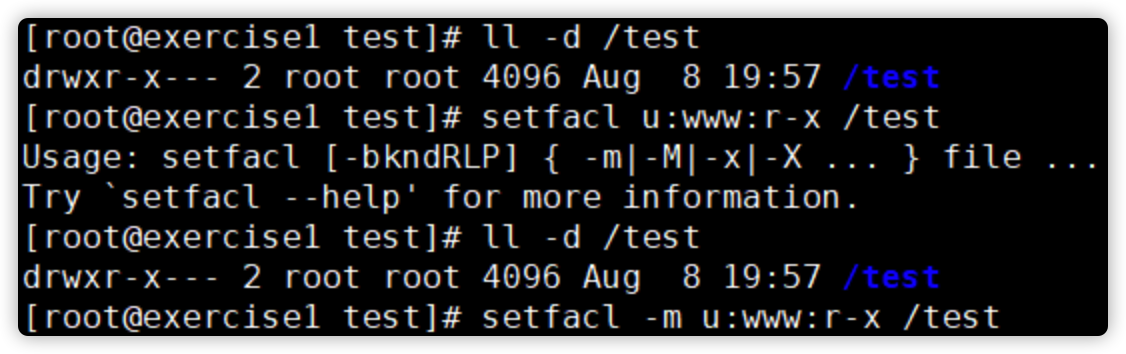 [root@exercise1 test]# ll -d /test
drwxr-x--- 2 root root 4096 Aug  8 19:57 /test
[root@exercise1 test]# setfacl u:www:r-x /test
Usage: setfacl [-bkndRLP] { -m|-M|-x|-X ... } file ...
Try `setfacl --help' for more information.
[root@exercise1 test]# ll -d /test
drwxr-x--- 2 root root 4096 Aug  8 19:57 /test
[root@exercise1 test]# setfacl -m u:www:r-x /test